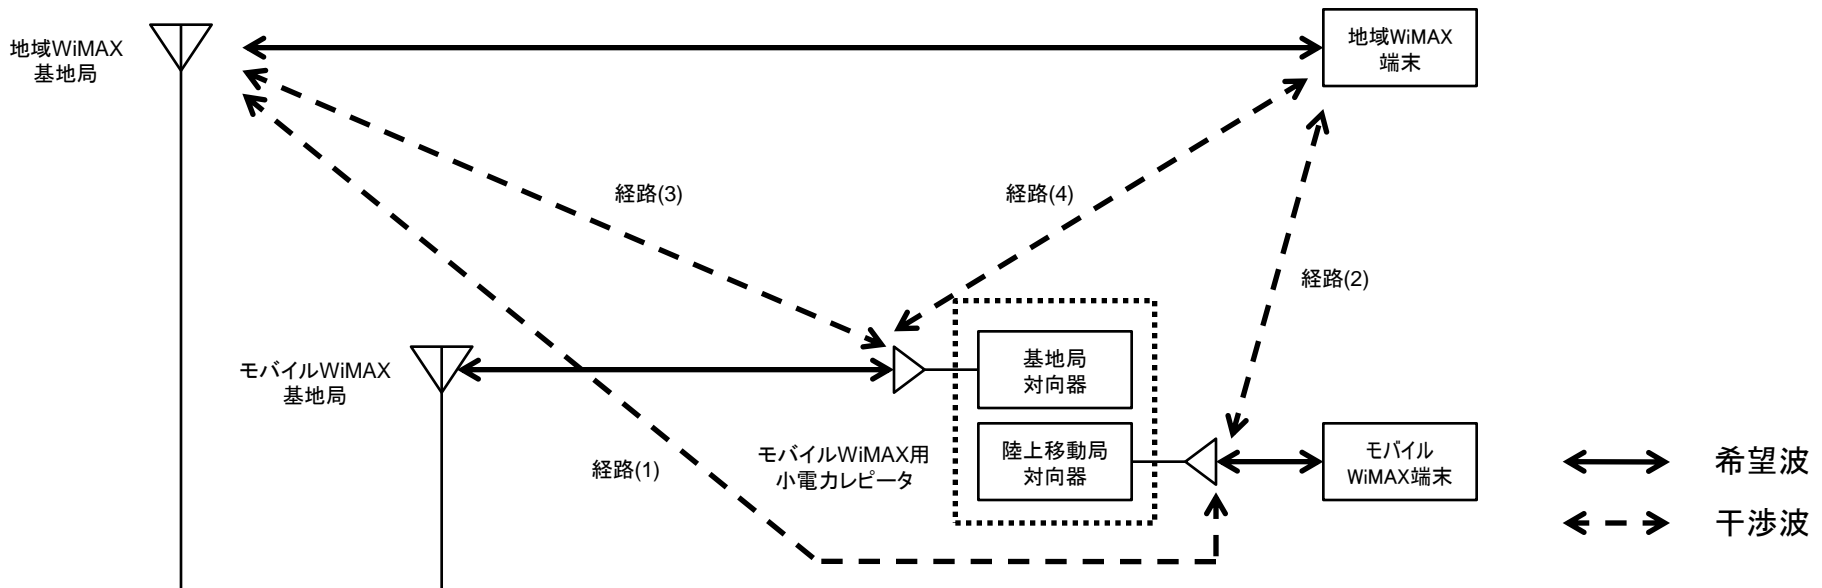 地域WiMAX
基地局
地域WiMAX
端末
経路(3)
経路(4)
経路(2)
モバイルWiMAX
基地局
基地局
対向器
モバイルWiMAX用
小電力レピータ
陸上移動局
対向器
モバイル
WiMAX端末
経路(1)
希望波
干渉波